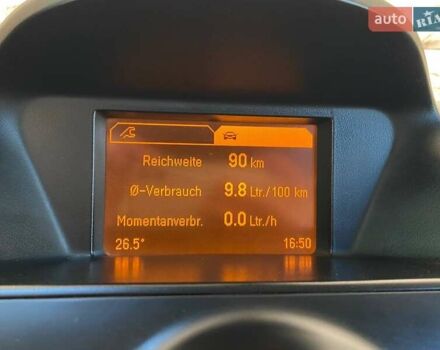 auto RIA
Reichweite 90 km
Ø-Verbrauch 9.8 Ltr./100 km
Momentanverbr. 0.0 Ltr./h
26.5° 16:50